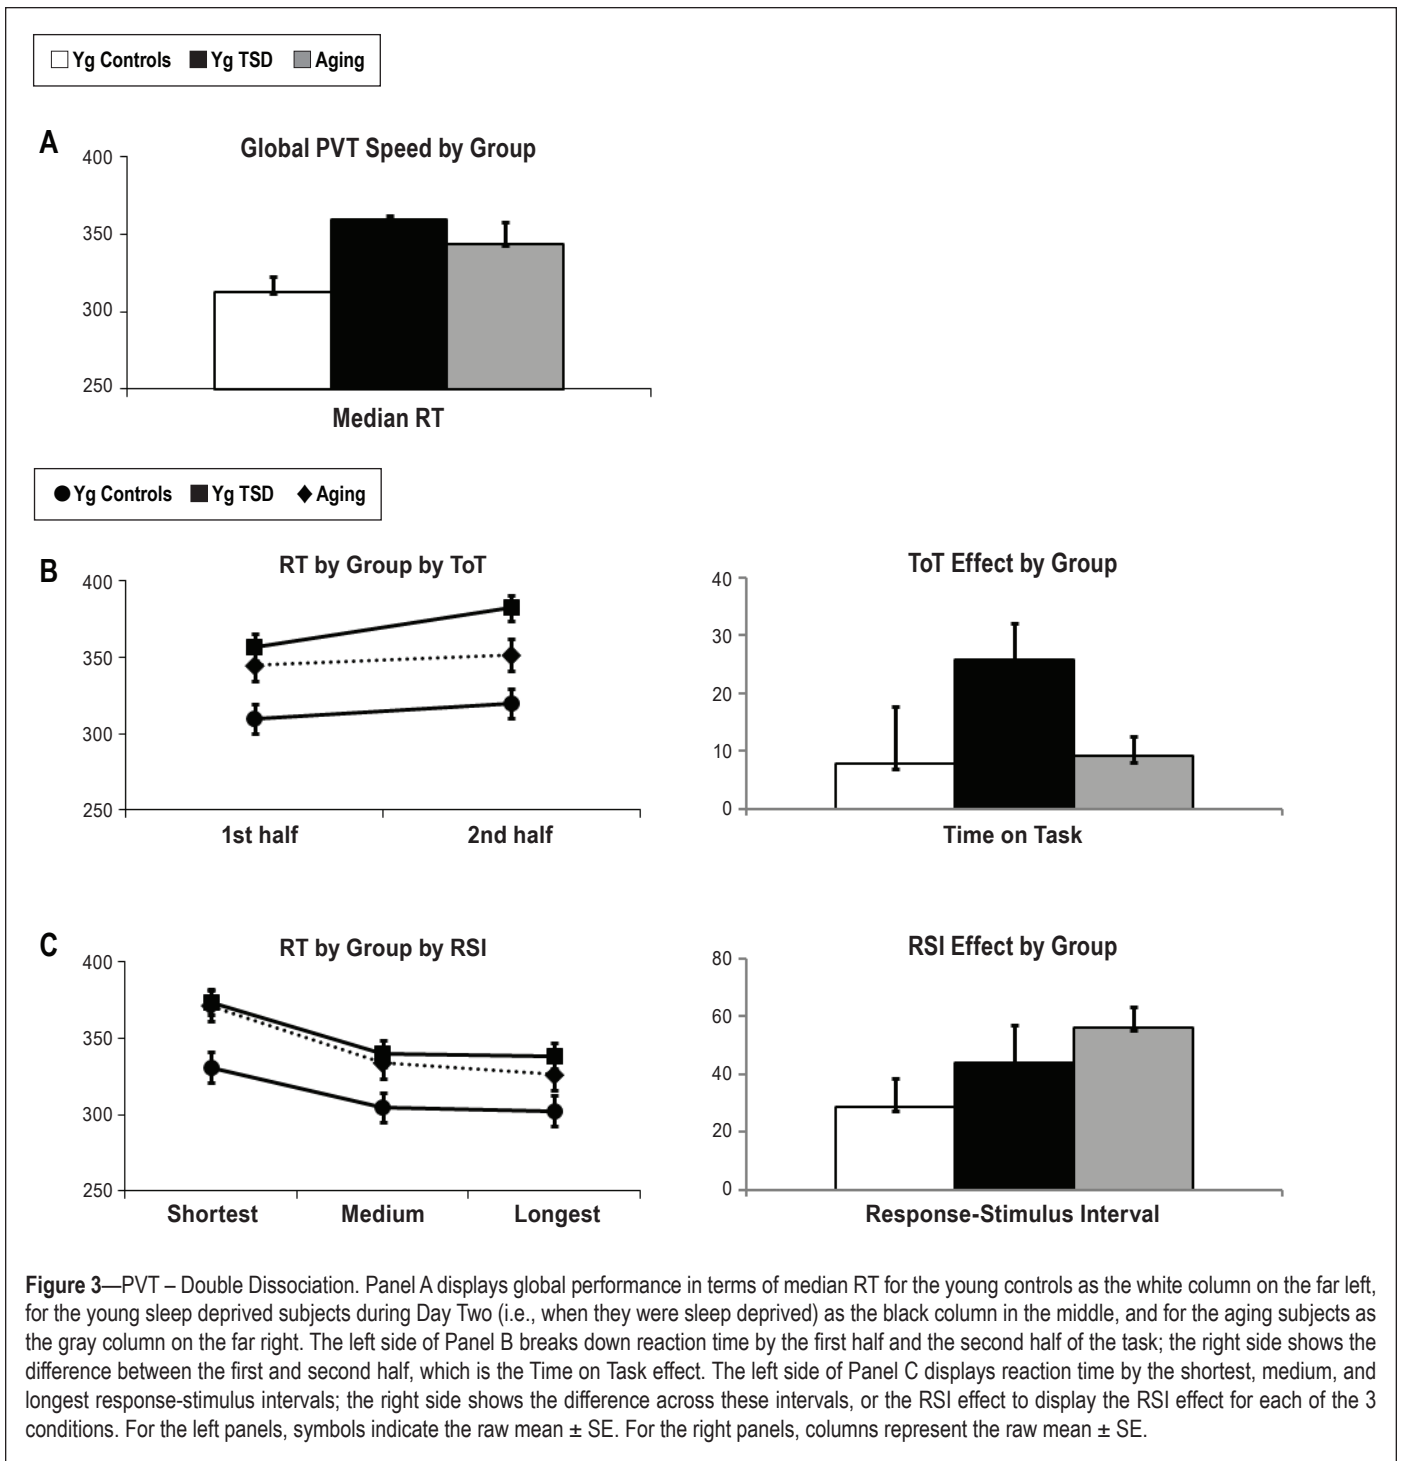 Yg Controls Yg TSD Aging
A
Global PVT Speed by Group
400
350
300
250
Median RT
Yg Controls Yg TSD Aging
B
RT by Group by ToT
400
350
300
250
1st half 2nd half
ToT Effect by Group
40
30
20
10
0
Time on Task
C
RT by Group by RSI
400
350
300
250
Shortest Medium Longest
RSI Effect by Group
80
60
40
20
0
Response-Stimulus Interval
Figure 3—PVT – Double Dissociation. Panel A displays global performance in terms of median RT for the young controls as the white column on the far left,
for the young sleep deprived subjects during Day Two (i.e., when they were sleep deprived) as the black column in the middle, and for the aging subjects as
the gray column on the far right. The left side of Panel B breaks down reaction time by the first half and the second half of the task; the right side shows the
difference between the first and second half, which is the Time on Task effect. The left side of Panel C displays reaction time by the shortest, medium, and
longest response-stimulus intervals; the right side shows the difference across these intervals, or the RSI effect to display the RSI effect for each of the 3
conditions. For the left panels, symbols indicate the raw mean ± SE. For the right panels, columns represent the raw mean ± SE.